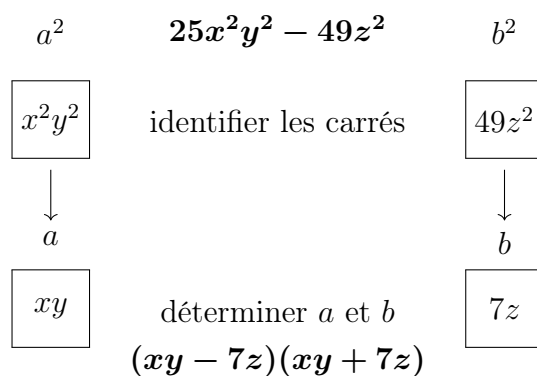 a² 25x²y² − 49z² b²
x²y² identifier les carrés 49z²
a b
xy déterminer a et b 7z
(xy − 7z)(xy + 7z)